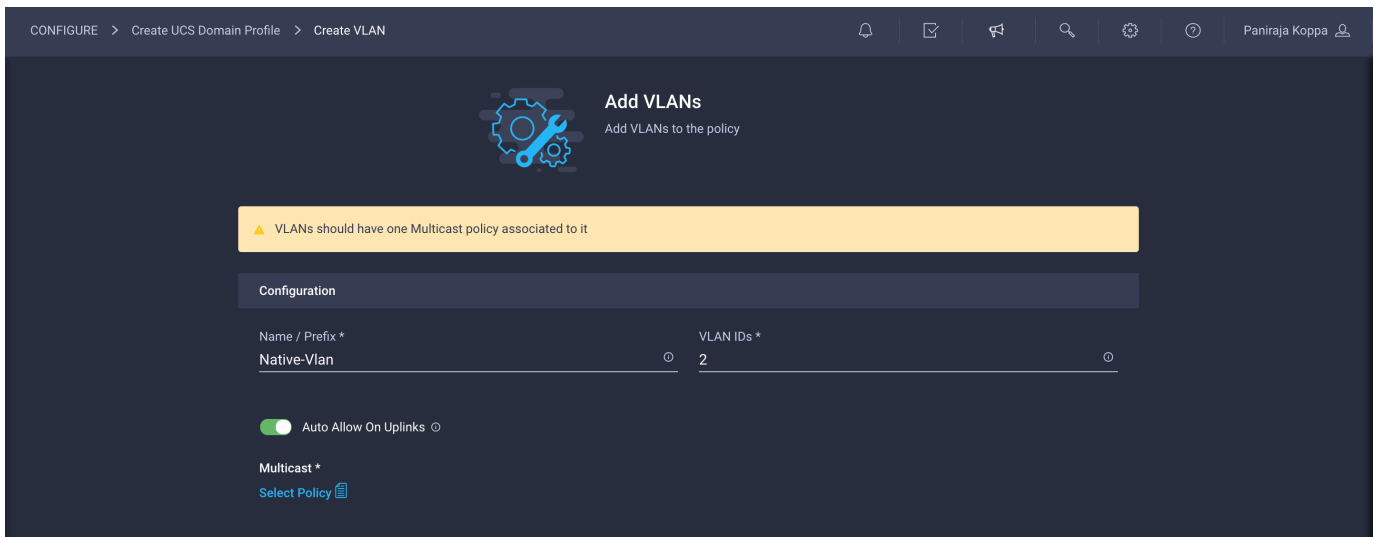 CONFIGURE > Create UCS Domain Profile > Create VLAN
Paniraja Koppa
Add VLANs
Add VLANs to the policy
VLANs should have one Multicast policy associated to it
Configuration
Name / Prefix *
VLAN IDs *
Native-Vlan
2
Auto Allow On Uplinks
Multicast *
Select Policy